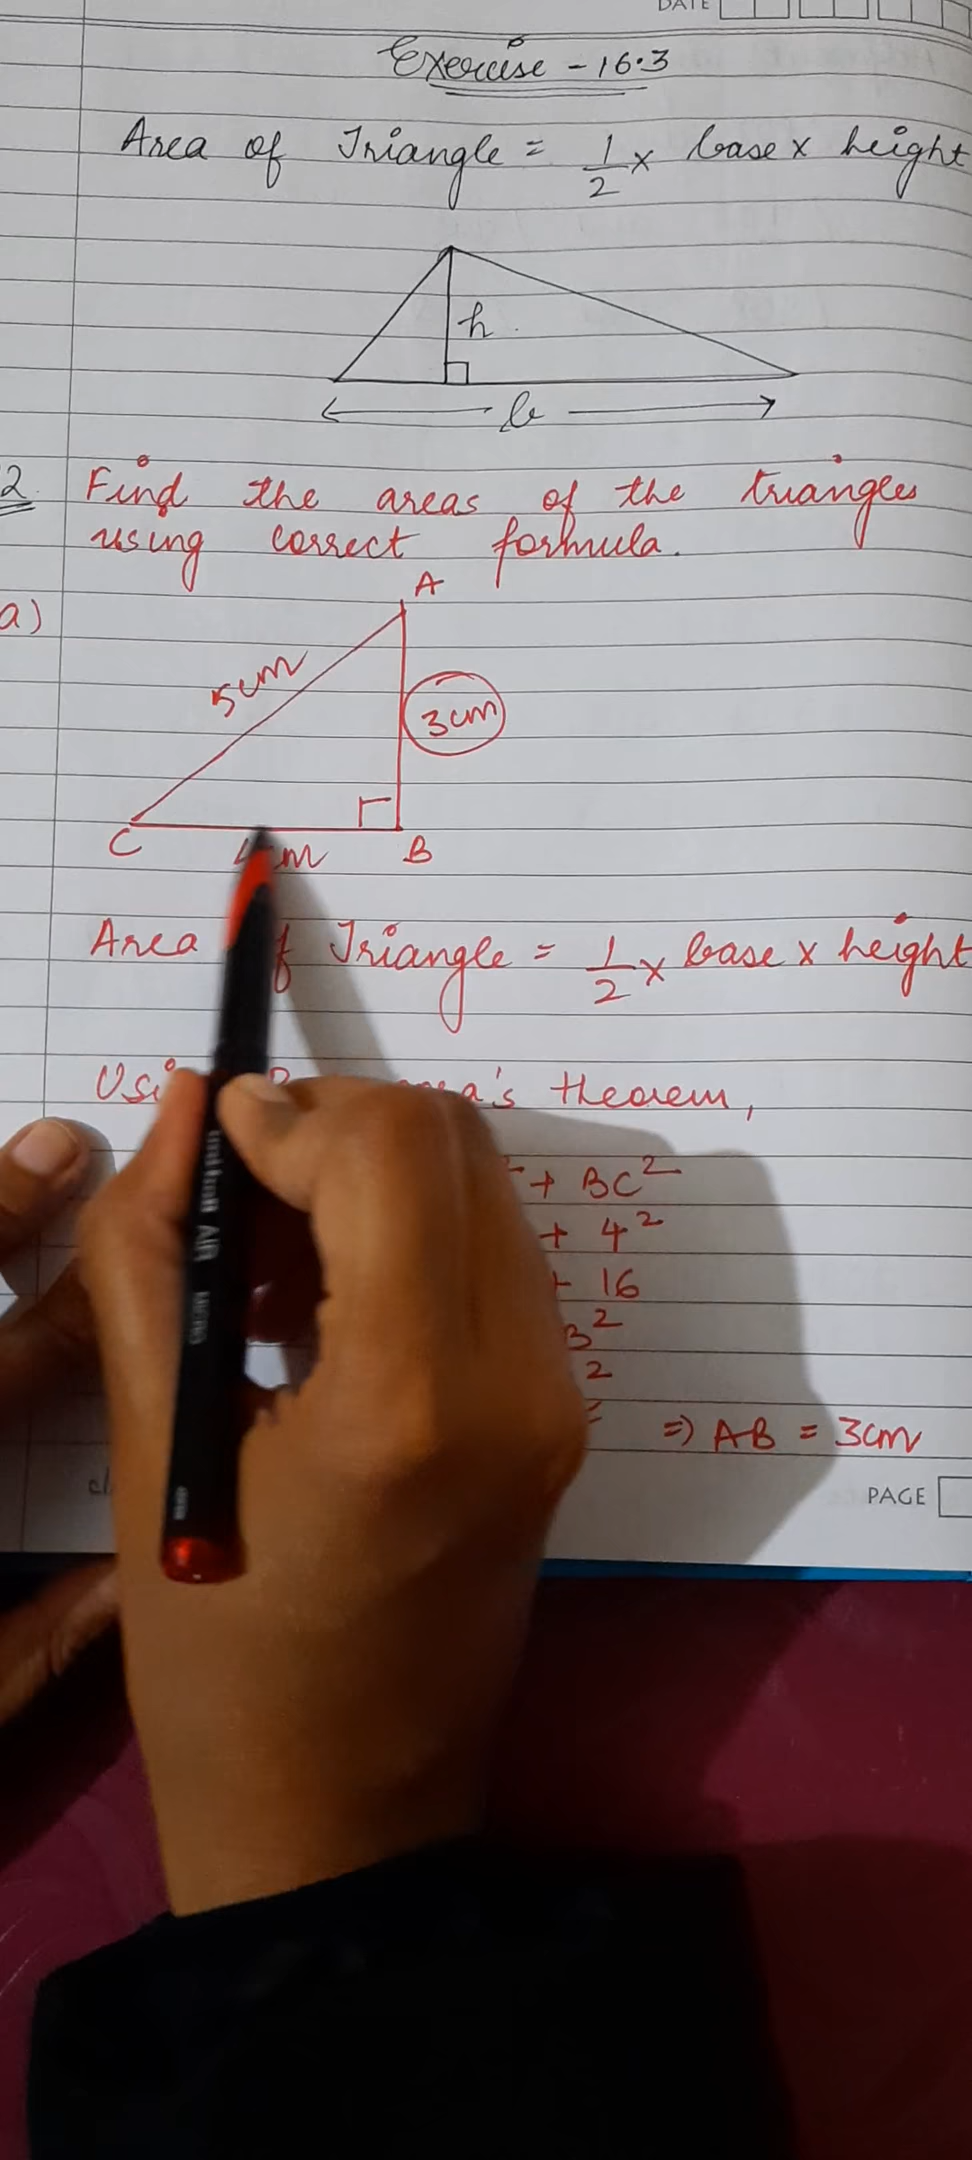 DATE
Exercise - 16.3
Area of Triangle = 1/2 x base x height
h
b
2 Find the areas of the triangles
using correct formula.
a)
A
5cm
3cm
C
B
Area Triangle = 1/2 x base x height
theorem,
+ BC²
+ 4²
+ 16
=> AB = 3cm
PAGE